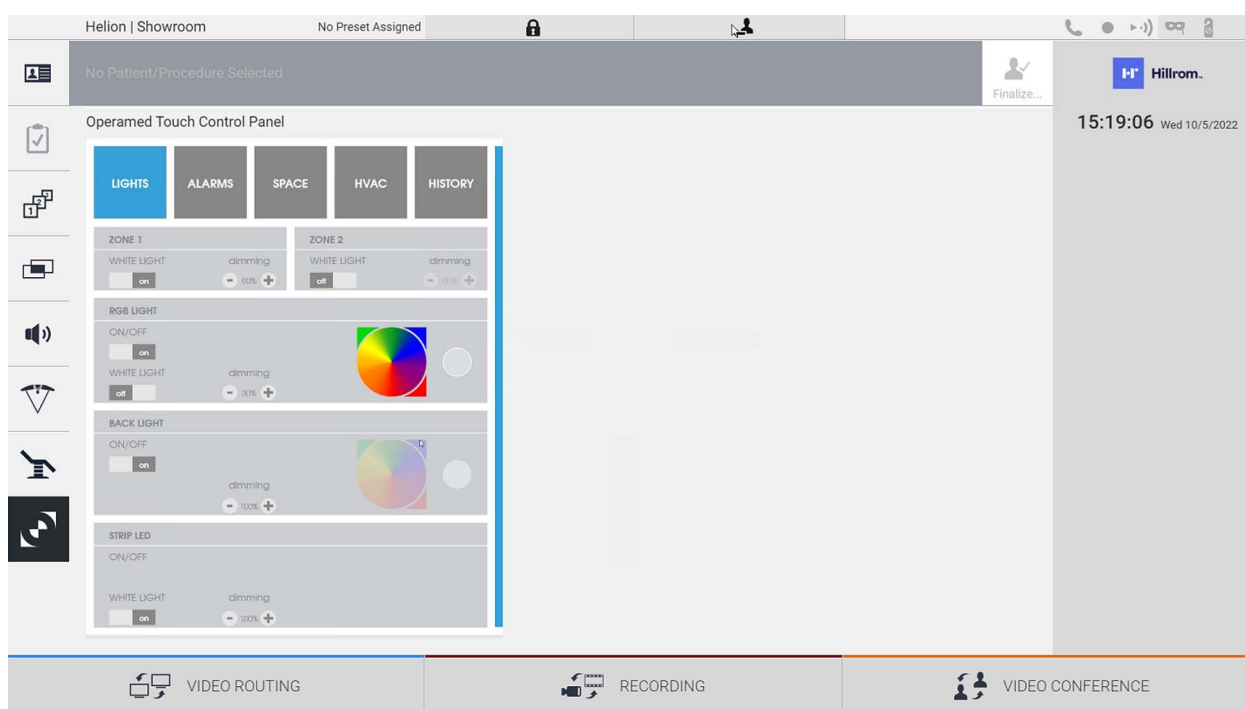 Helion | Showroom
No Preset Assigned
No Patient/Procedure Selected
Finalize...
Hillrom™
15:19:06 Wed 10/5/2022
Operamed Touch Control Panel
LIGHTS
ALARMS
SPACE
HVAC
HISTORY
ZONE 1
WHITE LIGHT
dimming
on
- 100% +
ZONE 2
WHITE LIGHT
dimming
off
- 100% +
RGB LIGHT
ON/OFF
on
WHITE LIGHT
dimming
off
- 30% +
BACK LIGHT
ON/OFF
on
dimming
- 100% +
STRIP LED
ON/OFF
WHITE LIGHT
dimming
on
- 100% +
VIDEO ROUTING
RECORDING
VIDEO CONFERENCE